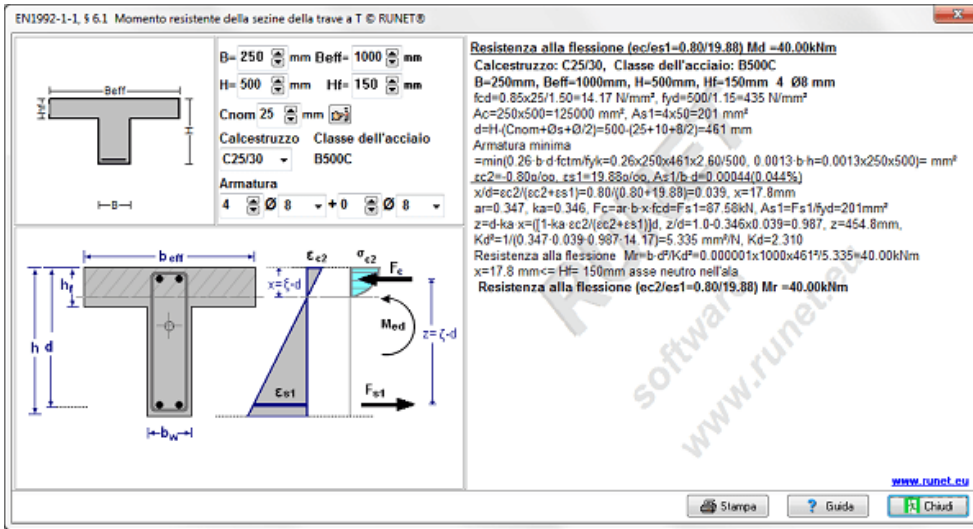 EN1992-1-1, § 6.1 Momento resistente della sezine della trave a T © RUNET®
Beff
Hf
H
B
B= 250 mm Beff= 1000 mm
H= 500 mm Hf= 150 mm
Cnom 25 mm
Calcestruzzo Classe dell'acciaio
C25/30 B500C
Armatura
4 Ø 8 + 0 Ø 8
Resistenza alla flessione (ec/es1=0.80/19.88) Md =40.00kNm
Calcestruzzo: C25/30, Classe dell'acciaio: B500C
B=250mm, Beff=1000mm, H=500mm, Hf=150mm 4 Ø8 mm
fcd=0.85x25/1.50=14.17 N/mm², fyd=500/1.15=435 N/mm²
Ac=250x500=125000 mm², As1=4x50=201 mm²
d=H-(Cnom+Øs+Ø/2)=500-(25+10+8/2)=461 mm
Armatura minima
=min(0.26·b·d·fctm/fyk=0.26x250x461x2.60/500, 0.0013·b·h=0.0013x250x500)= mm²
εc2=-0.80o/oo, εs1=19.88o/oo, As1/b·d=0.00044(0.044%)
x/d=εc2/(εc2+εs1)=0.80/(0.80+19.88)=0.039, x=17.8mm
ar=0.347, ka=0.346, Fc=ar·b·x·fcd=Fs1=87.58kN, As1=Fs1/fyd=201mm²
z=d-ka·x=([1-ka·εc2/(εc2+εs1)]d, z/d=1.0-0.346x0.039=0.987, z=454.8mm,
Kd²=1/(0.347·0.039·0.987·14.17)=5.335 mm²/N, Kd=2.310
Resistenza alla flessione Mr=b·d²/Kd²=0.000001x1000x461²/5.335=40.00kNm
x=17.8 mm<= Hf= 150mm asse neutro nell'ala
Resistenza alla flessione (ec2/es1=0.80/19.88) Mr =40.00kNm
RUNET
software
www.runet.eu
b eff
εc2
σc2
Fc
hf
x=ξ-d
Med
z=ζ-d
h
d
εs1
Fs1
bw
www.runet.eu
Stampa
Guida
Chiudi